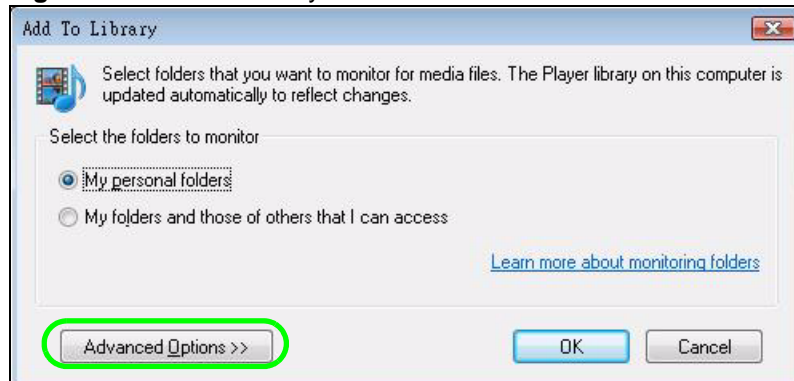 Add To Library
Select folders that you want to monitor for media files. The Player library on this computer is
updated automatically to reflect changes.
Select the folders to monitor
My personal folders
My folders and those of others that I can access
Learn more about monitoring folders
Advanced Options >>
OK
Cancel